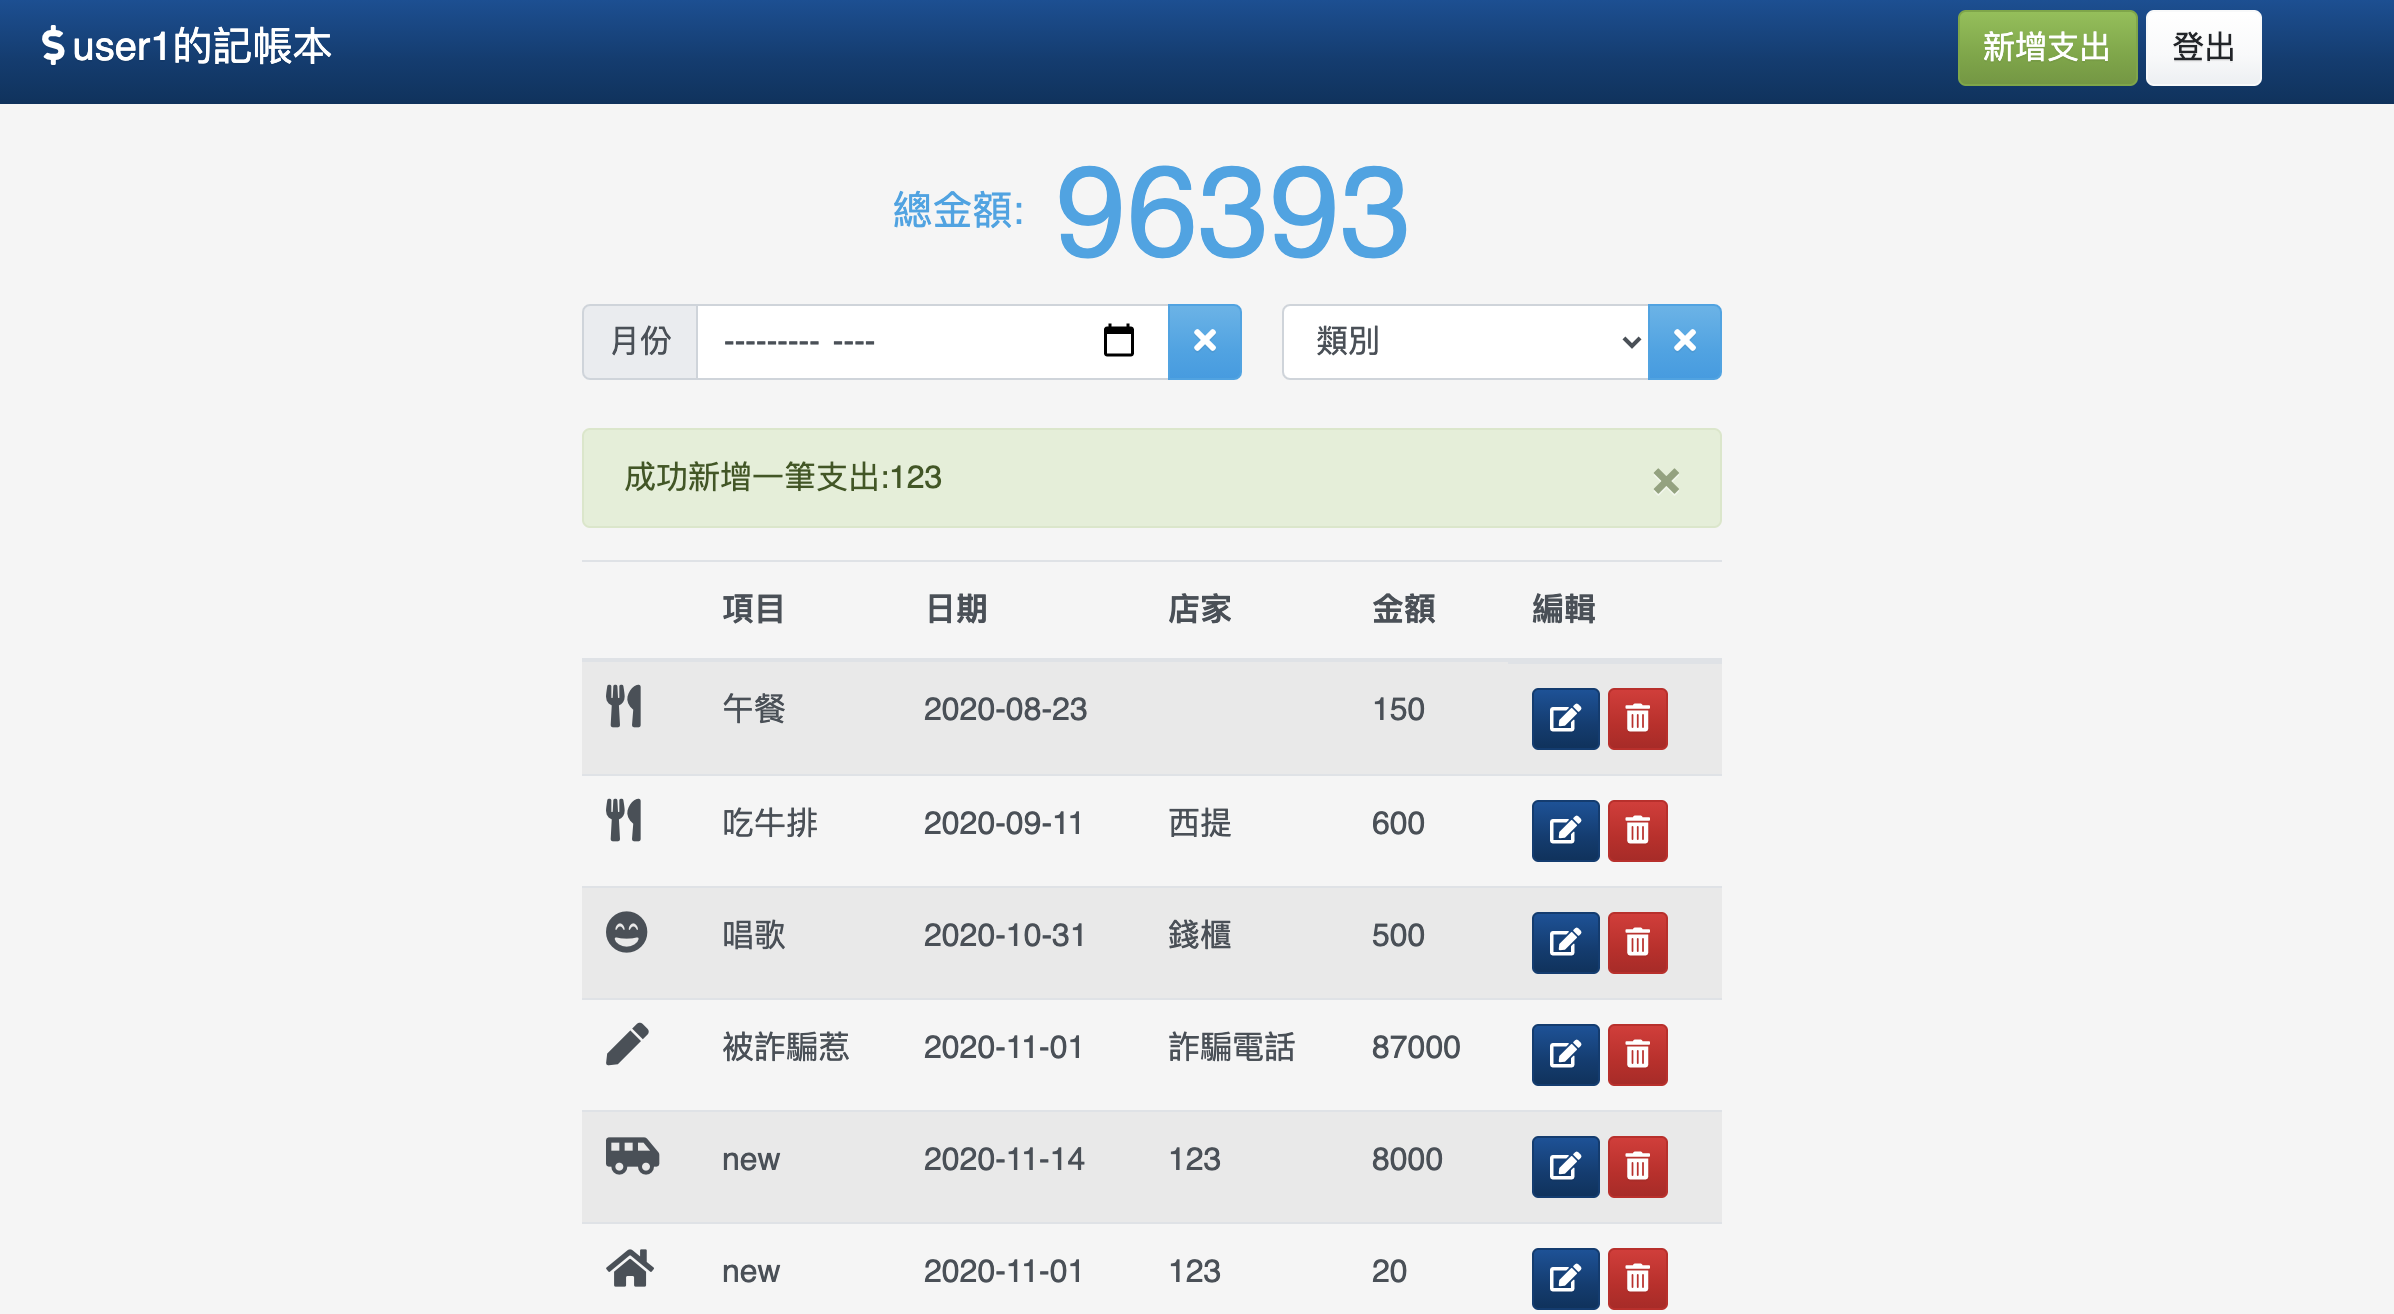 $ user1的記帳本
新增支出 登出
總金額: 96393
月份 --------- ---- 類別
成功新增一筆支出:123
項目 日期 店家 金額 編輯
午餐 2020-08-23 150
吃牛排 2020-09-11 西提 600
唱歌 2020-10-31 錢櫃 500
被詐騙惹 2020-11-01 詐騙電話 87000
new 2020-11-14 123 8000
new 2020-11-01 123 20